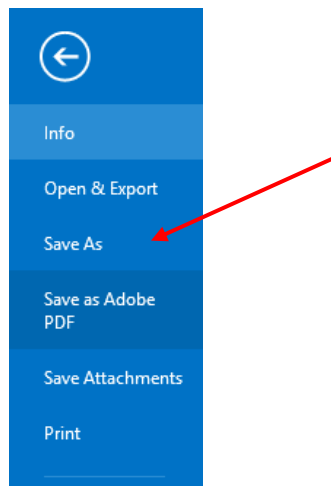 Info
Open & Export
Save As
Save as Adobe
PDF
Save Attachments
Print